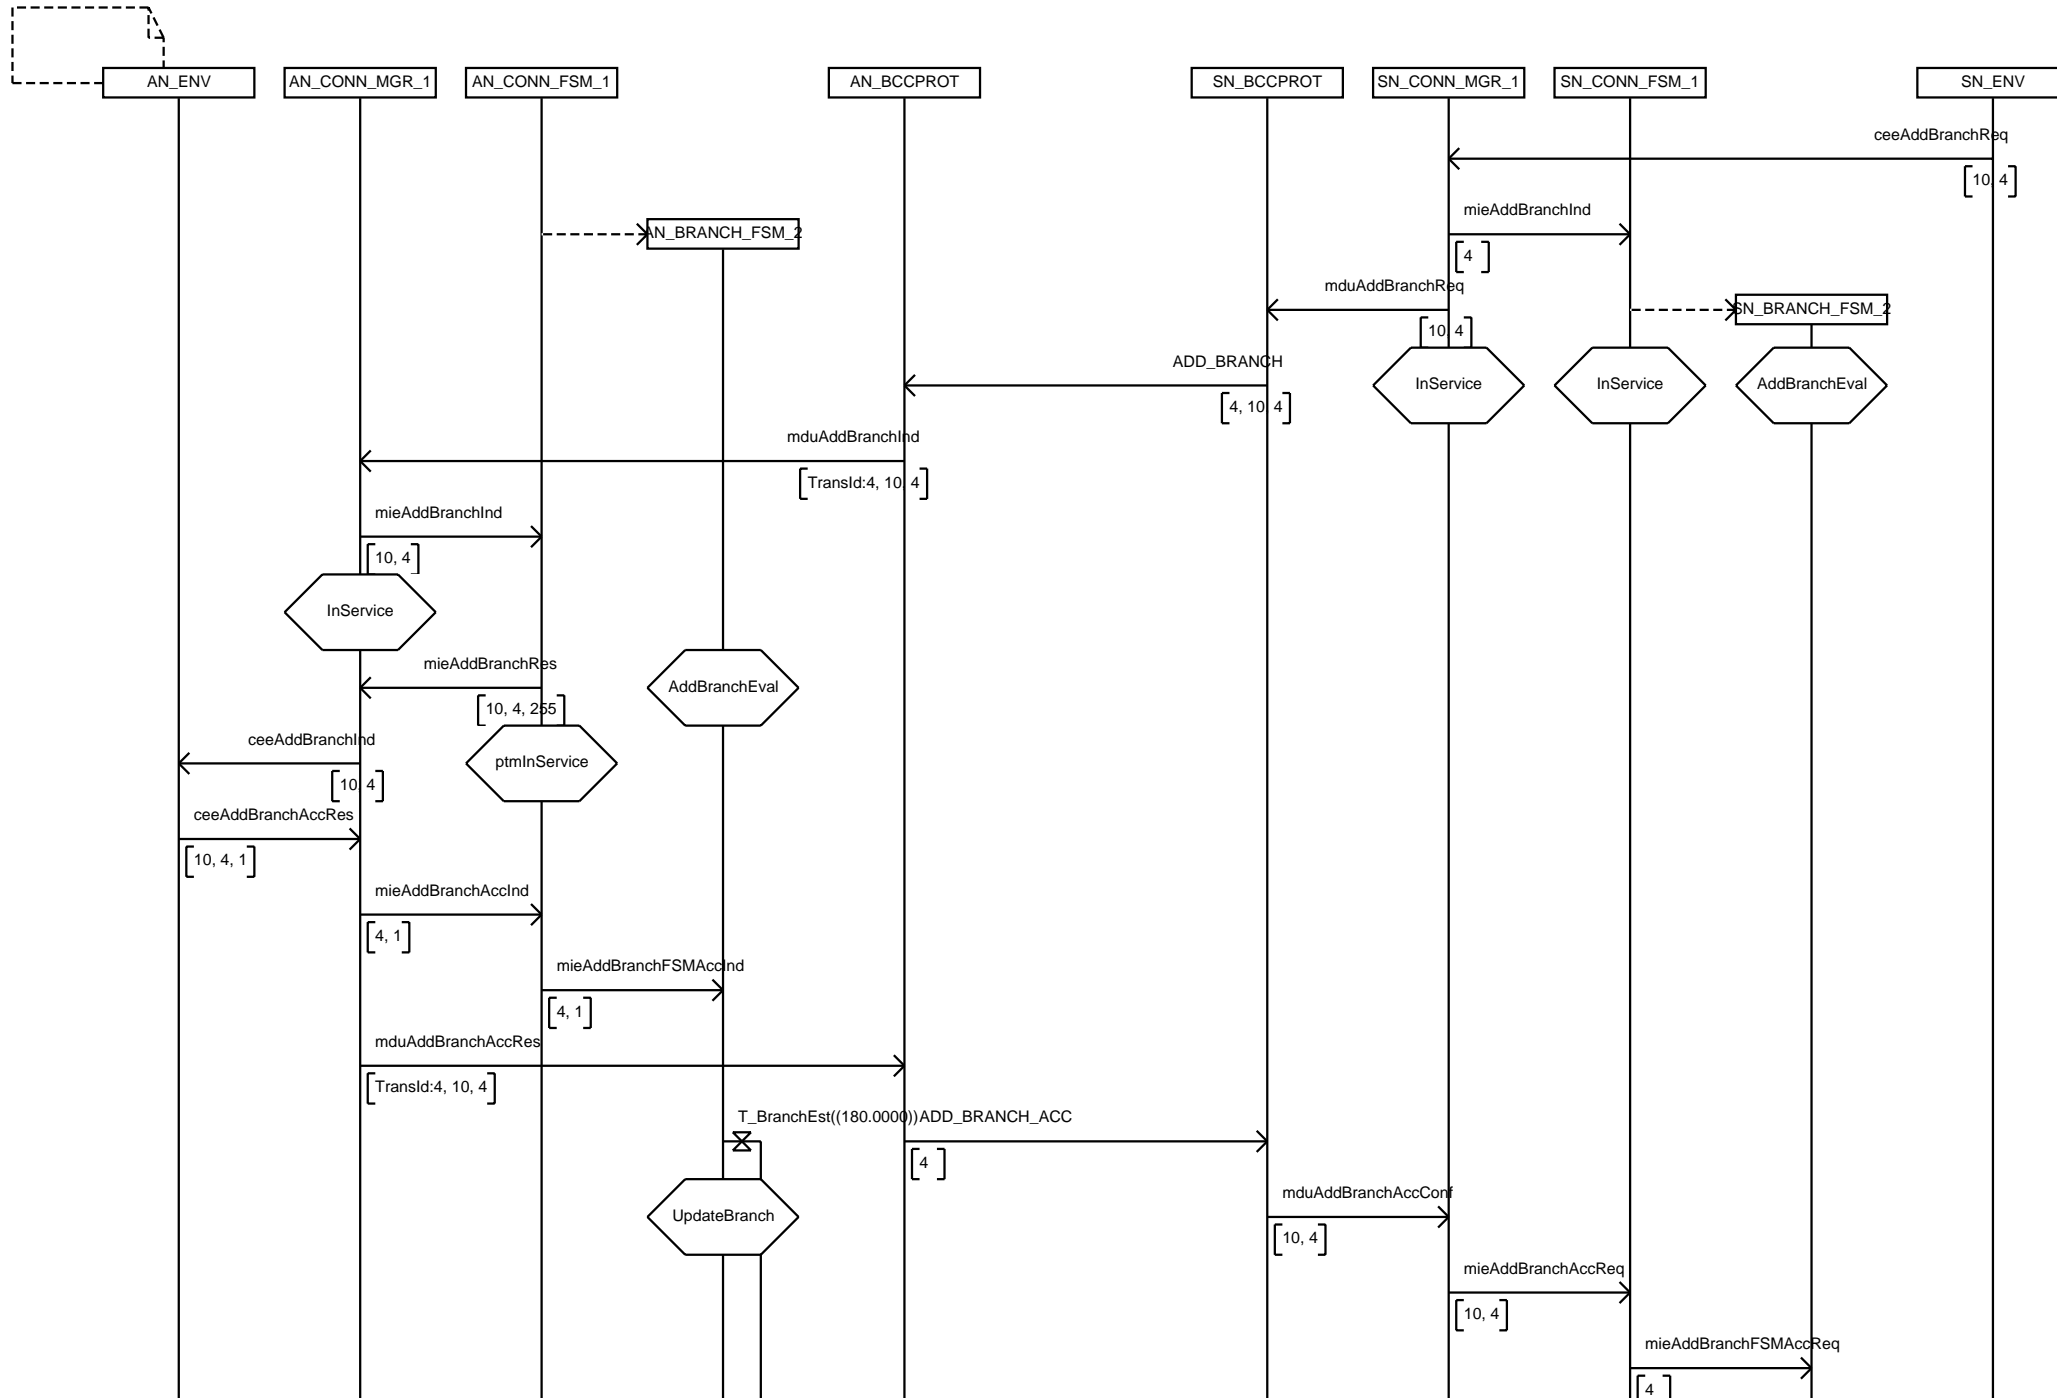 AN_ENV
AN_CONN_MGR_1
AN_CONN_FSM_1
AN_BCCPROT
SN_BCCPROT
SN_CONN_MGR_1
SN_CONN_FSM_1
SN_ENV
ceeAddBranchReq
10, 4
mieAddBranchInd
AN_BRANCH_FSM_2
4
mduAddBranchReq
SN_BRANCH_FSM_2
10, 4
ADD_BRANCH
InService
InService
AddBranchEval
4, 10, 4
mduAddBranchInd
TransId:4, 10, 4
mieAddBranchInd
10, 4
InService
mieAddBranchRes
AddBranchEval
10, 4, 255
ceeAddBranchInd
ptmInService
10, 4
ceeAddBranchAccRes
10, 4, 1
mieAddBranchAccInd
4, 1
mieAddBranchFSMAccInd
4, 1
mduAddBranchAccRes
TransId:4, 10, 4
T_BranchEst((180.0000))ADD_BRANCH_ACC
4
mduAddBranchAccConf
UpdateBranch
10, 4
mieAddBranchAccReq
10, 4
mieAddBranchFSMAccReq
4